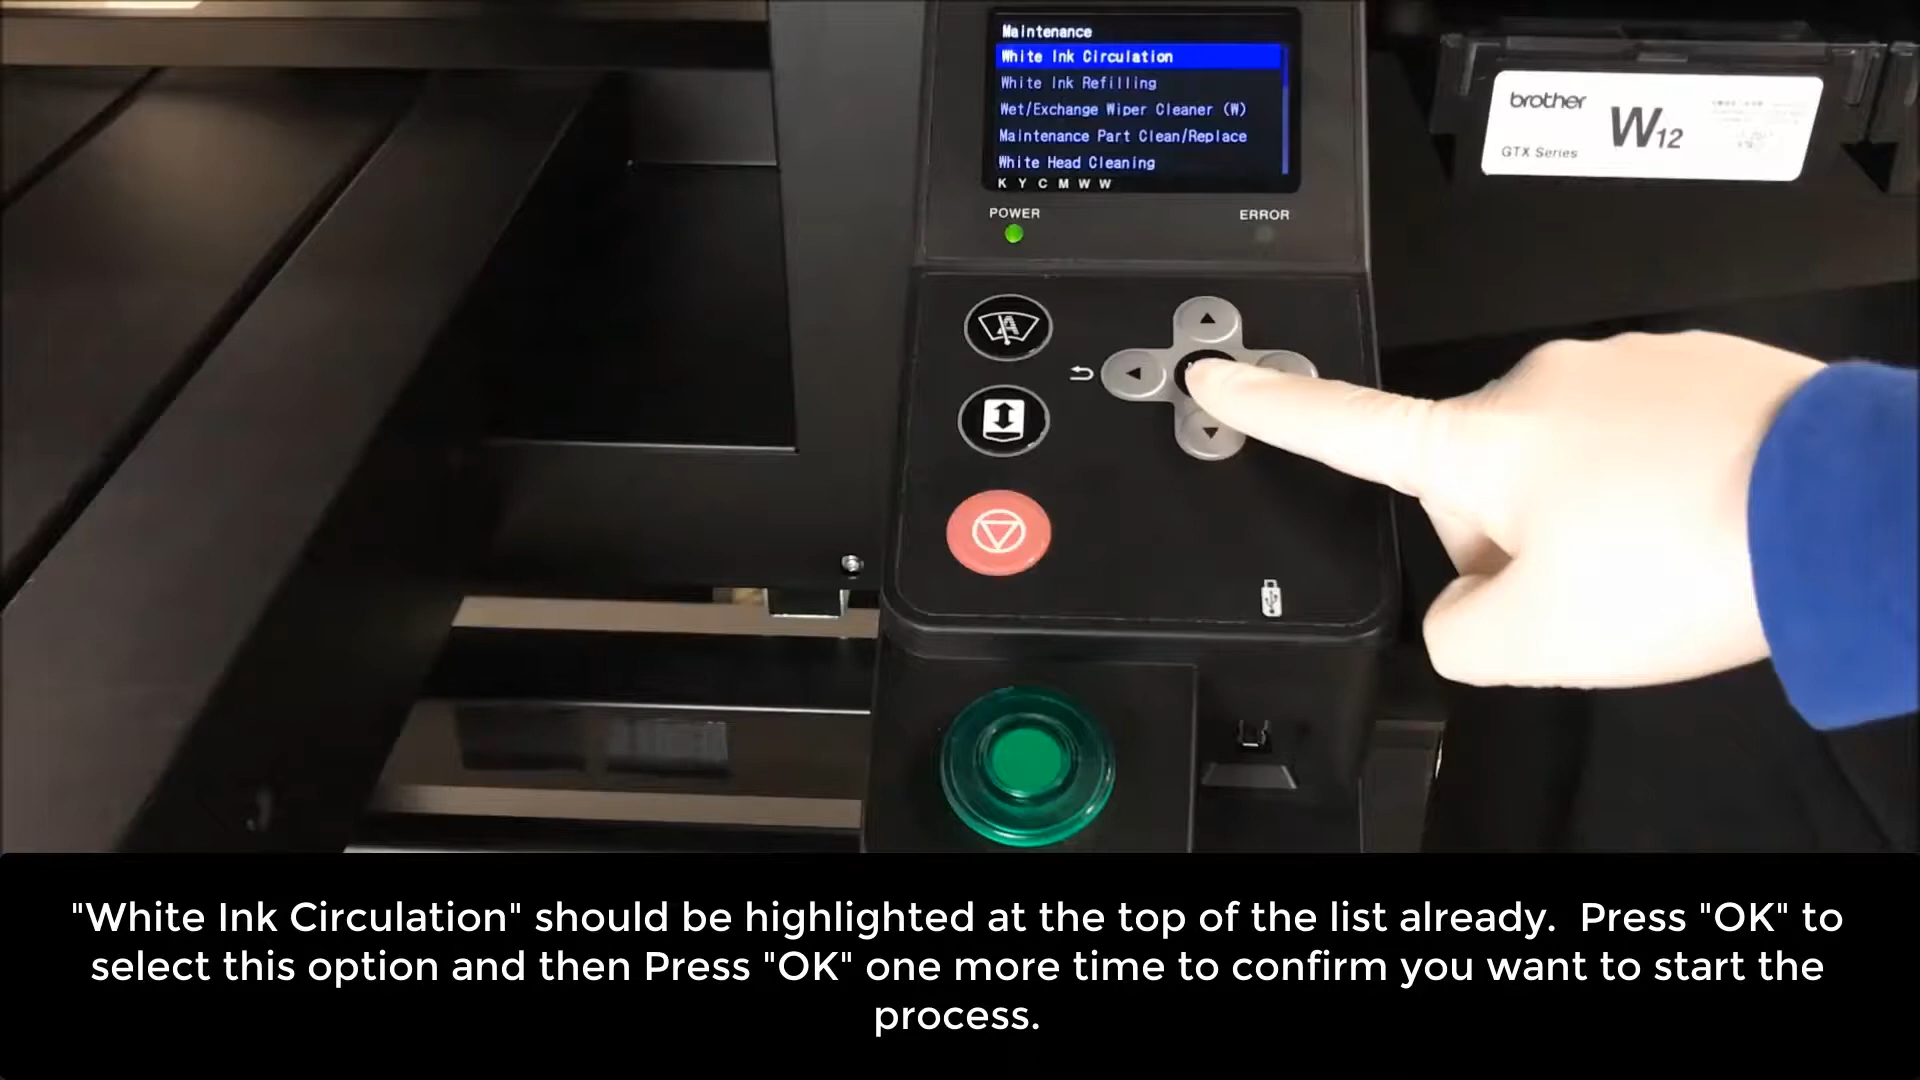 Maintenance
White Ink Circulation
White Ink Refilling
Wet/Exchange Wiper Cleaner (W)
Maintenance Part Clean/Replace
White Head Cleaning
K Y C M W W
POWER
ERROR
brother
W12
GTX Series
A
"White Ink Circulation" should be highlighted at the top of the list already. Press "OK" to
select this option and then Press "OK" one more time to confirm you want to start the
process.